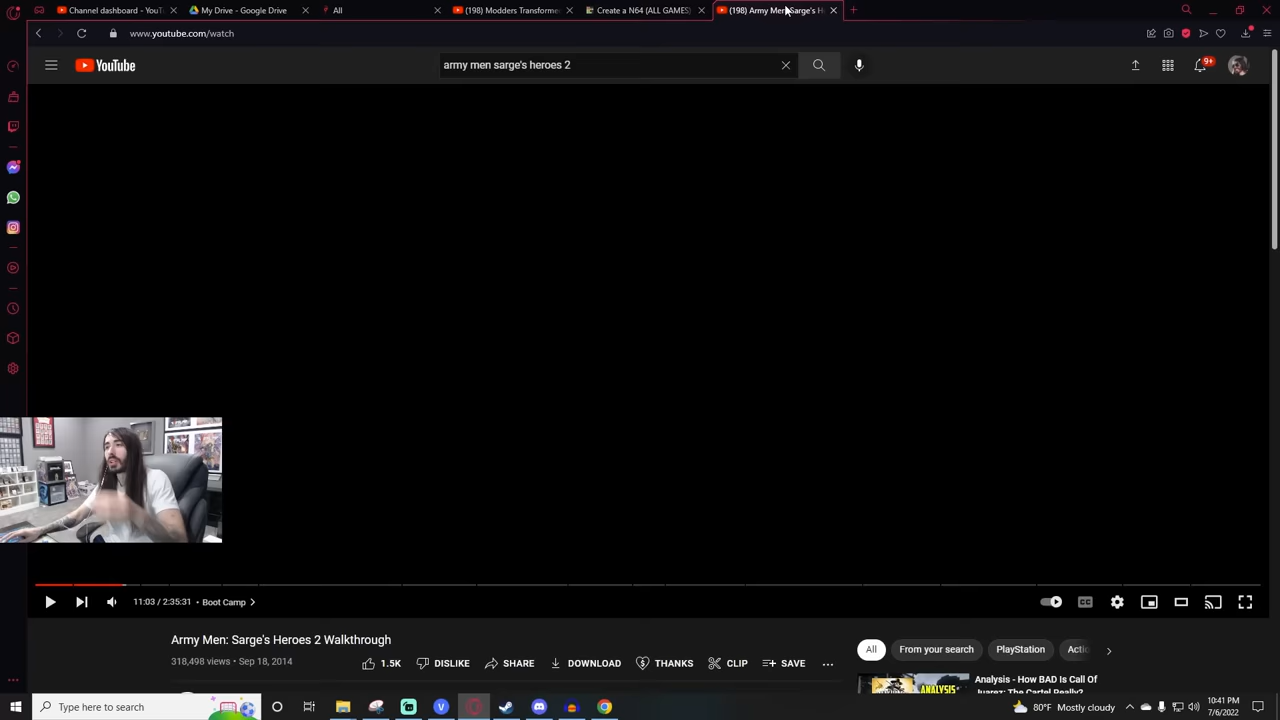 Channel dashboard - YouTu
My Drive - Google Drive
All
(198) Modders Transforme
Create a N64 (ALL GAMES)
(198) Army Men: Sarge's H
www.youtube.com/watch
YouTube
army men sarge's heroes 2
9+
11:03 / 2:35:31 • Boot Camp
CC
Army Men: Sarge's Heroes 2 Walkthrough
318,498 views • Sep 18, 2014
1.5K
DISLIKE
SHARE
DOWNLOAD
THANKS
CLIP
SAVE
All
From your search
PlayStation
Actio
ANALYSIS
Analysis - How BAD Is Call Of
Juarez: The Cartel Really?
Type here to search
80°F Mostly cloudy
10:41 PM
7/6/2022